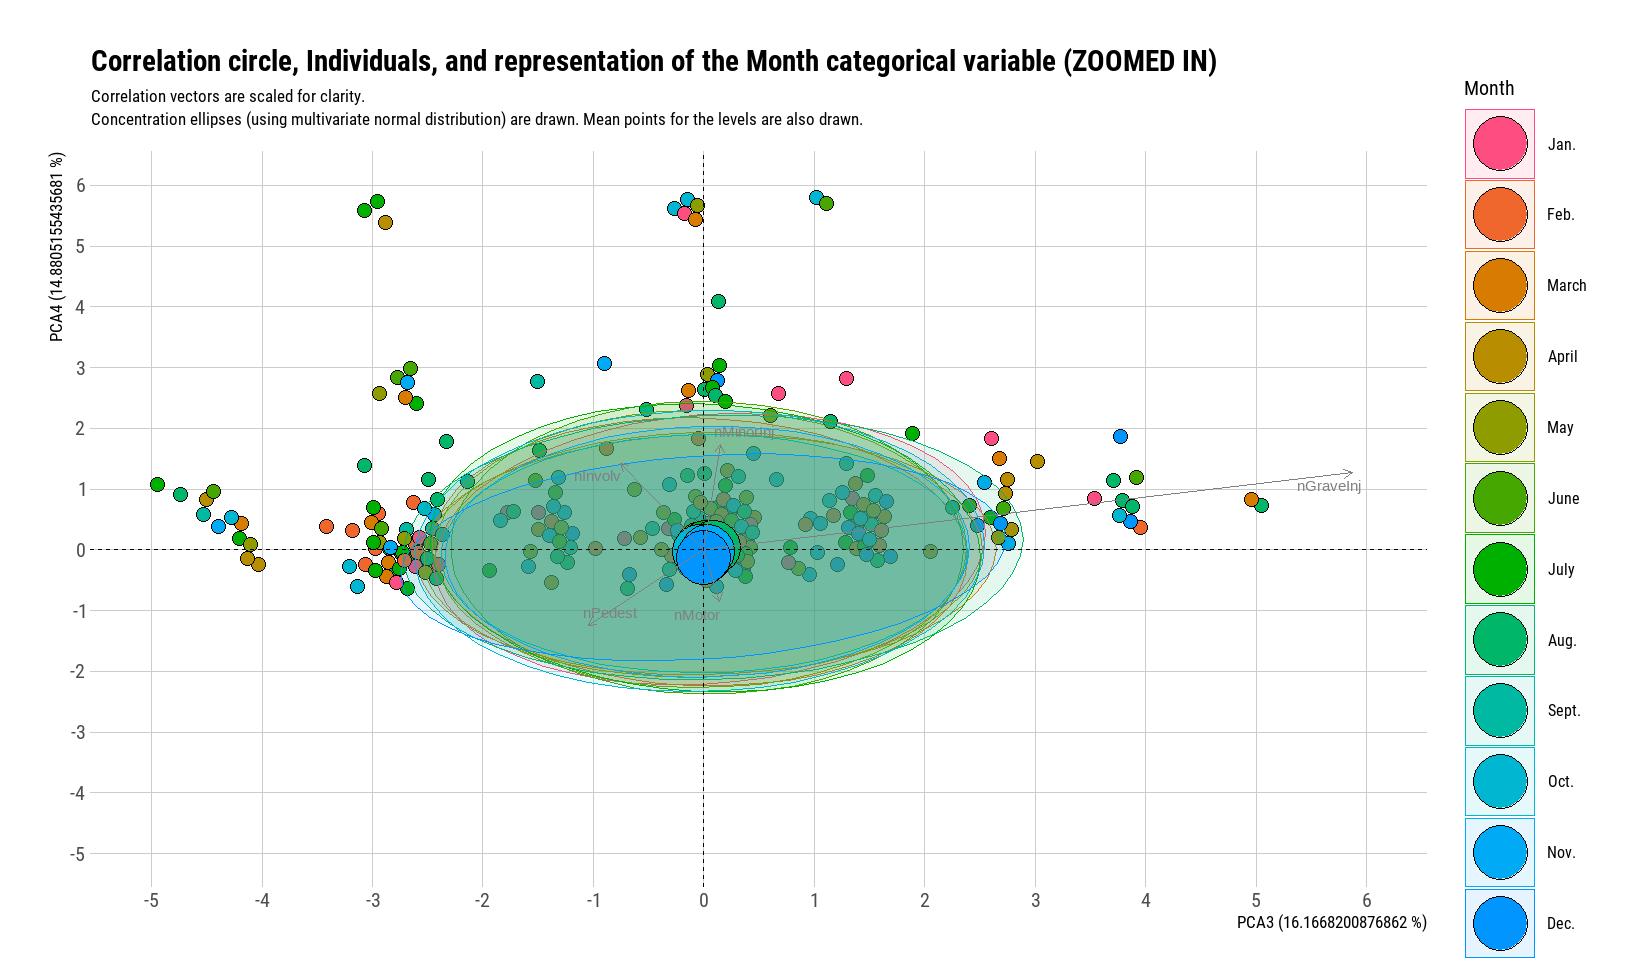 Correlation circle, Individuals, and representation of the Month categorical variable (ZOOMED IN)
Correlation vectors are scaled for clarity.
Concentration ellipses (using multivariate normal distribution) are drawn. Mean points for the levels are also drawn.
Month
Jan.
Feb.
March
April
May
June
July
Aug.
Sept.
Oct.
Nov.
Dec.
PCA4 (14.8805155435681 %)
6
5
4
3
2
1
0
-1
-2
-3
-4
-5
nMinorInj
nInvolv
nGraveInj
nPedest
nMotor
-5
-4
-3
-2
-1
0
1
2
3
4
5
6
PCA3 (16.1668200876862 %)